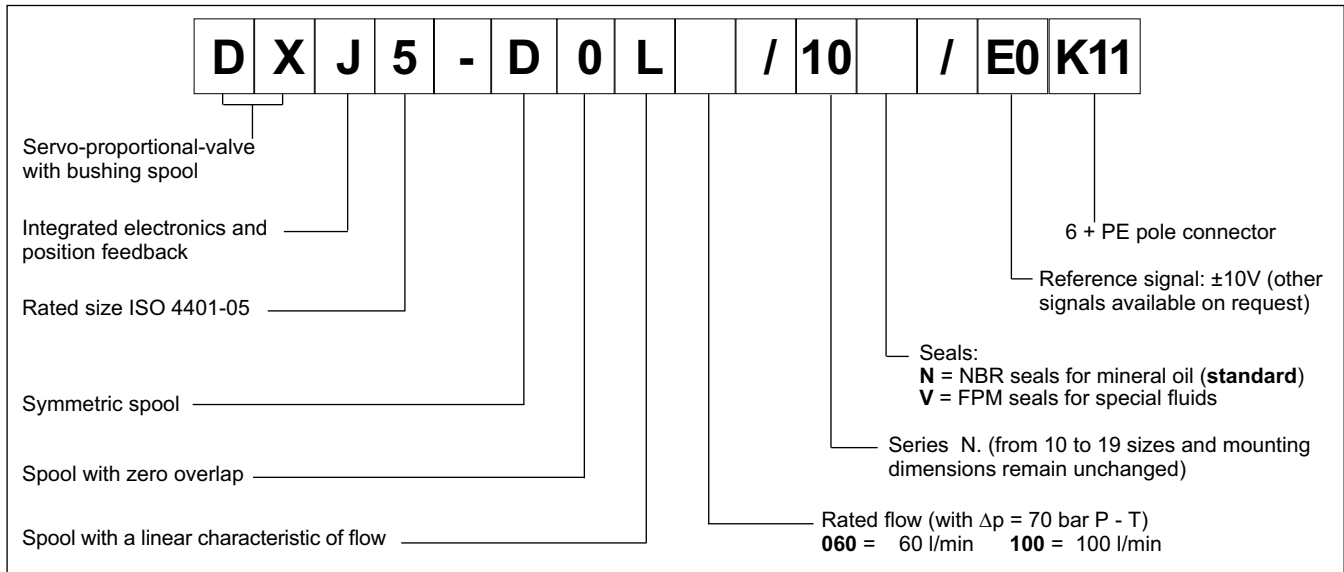 D X J 5 - D 0 L / 10 / E0 K11
Servo-proportional-valve
with bushing spool
Integrated electronics and
position feedback
Rated size ISO 4401-05
Symmetric spool
Spool with zero overlap
Spool with a linear characteristic of flow
6 + PE pole connector
Reference signal: ±10V (other
signals available on request)
Seals:
N = NBR seals for mineral oil (standard)
V = FPM seals for special fluids
Series N. (from 10 to 19 sizes and mounting
dimensions remain unchanged)
Rated flow (with Δp = 70 bar P - T)
060 = 60 l/min 100 = 100 l/min